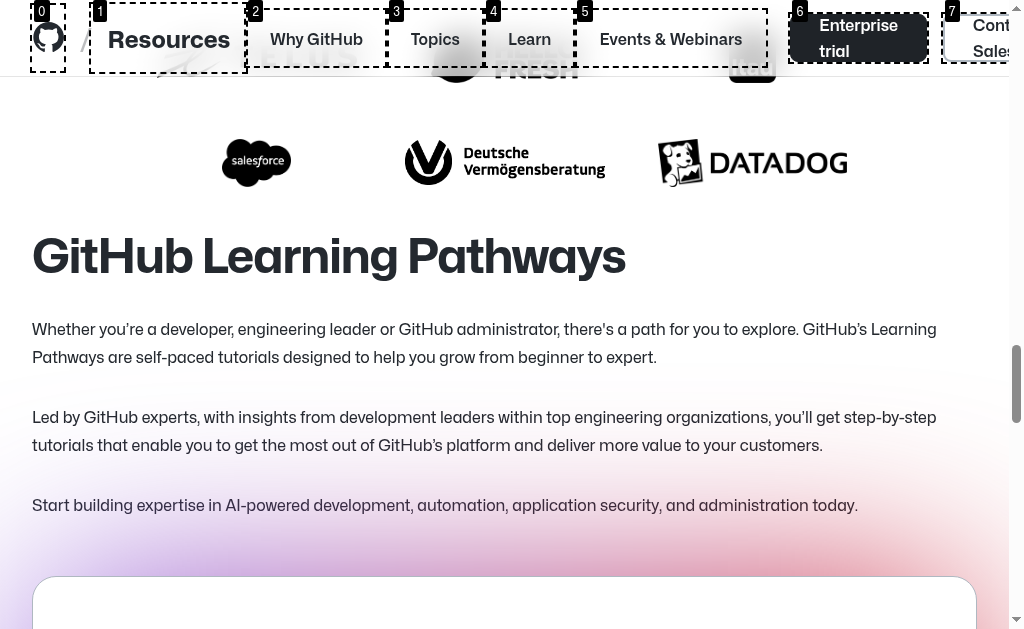 0
1
2
3
4
5
6
7
/
Resources
Why GitHub
Topics
Learn
Events & Webinars
Enterprise
trial
Cont
Sales
FRESH
salesforce
Deutsche
Vermögensberatung
DATADOG
GitHub Learning Pathways
Whether you’re a developer, engineering leader or GitHub administrator, there's a path for you to explore. GitHub’s Learning
Pathways are self-paced tutorials designed to help you grow from beginner to expert.
Led by GitHub experts, with insights from development leaders within top engineering organizations, you’ll get step-by-step
tutorials that enable you to get the most out of GitHub’s platform and deliver more value to your customers.
Start building expertise in AI-powered development, automation, application security, and administration today.